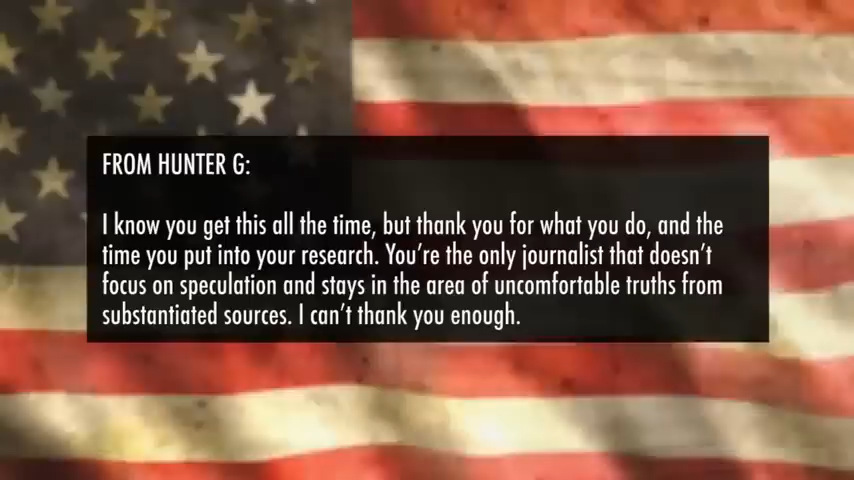 FROM HUNTER G:
I know you get this all the time, but thank you for what you do, and the
time you put into your research. You’re the only journalist that doesn’t
focus on speculation and stays in the area of uncomfortable truths from
substantiated sources. I can’t thank you enough.